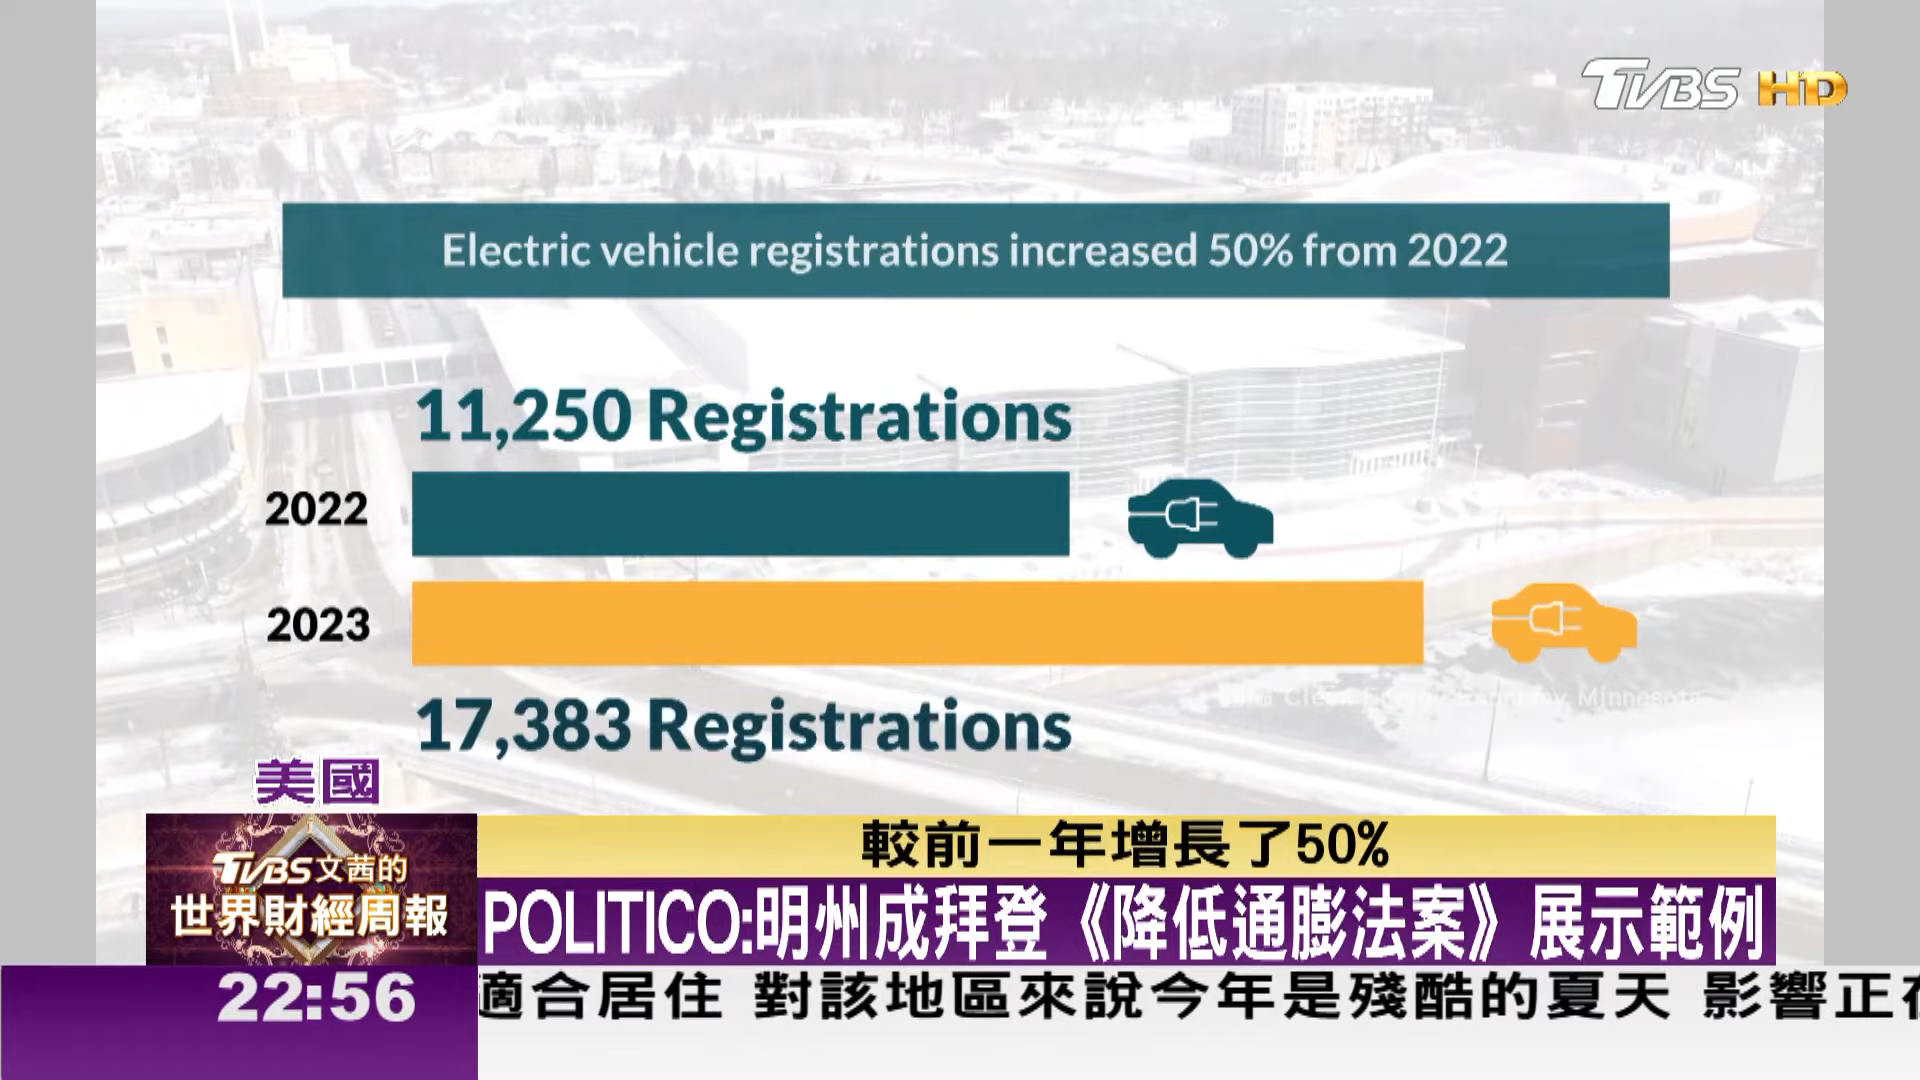 TVBS HD
Electric vehicle registrations increased 50% from 2022
11,250 Registrations
2022
2023
Clean Energy Economy Minnesota
17,383 Registrations
美國
較前一年增長了50%
TVBS文茜的
世界財經周報
POLITICO:明州成拜登《降低通膨法案》展示範例
22:56
適合居住 對該地區來說今年是殘酷的夏天 影響正在